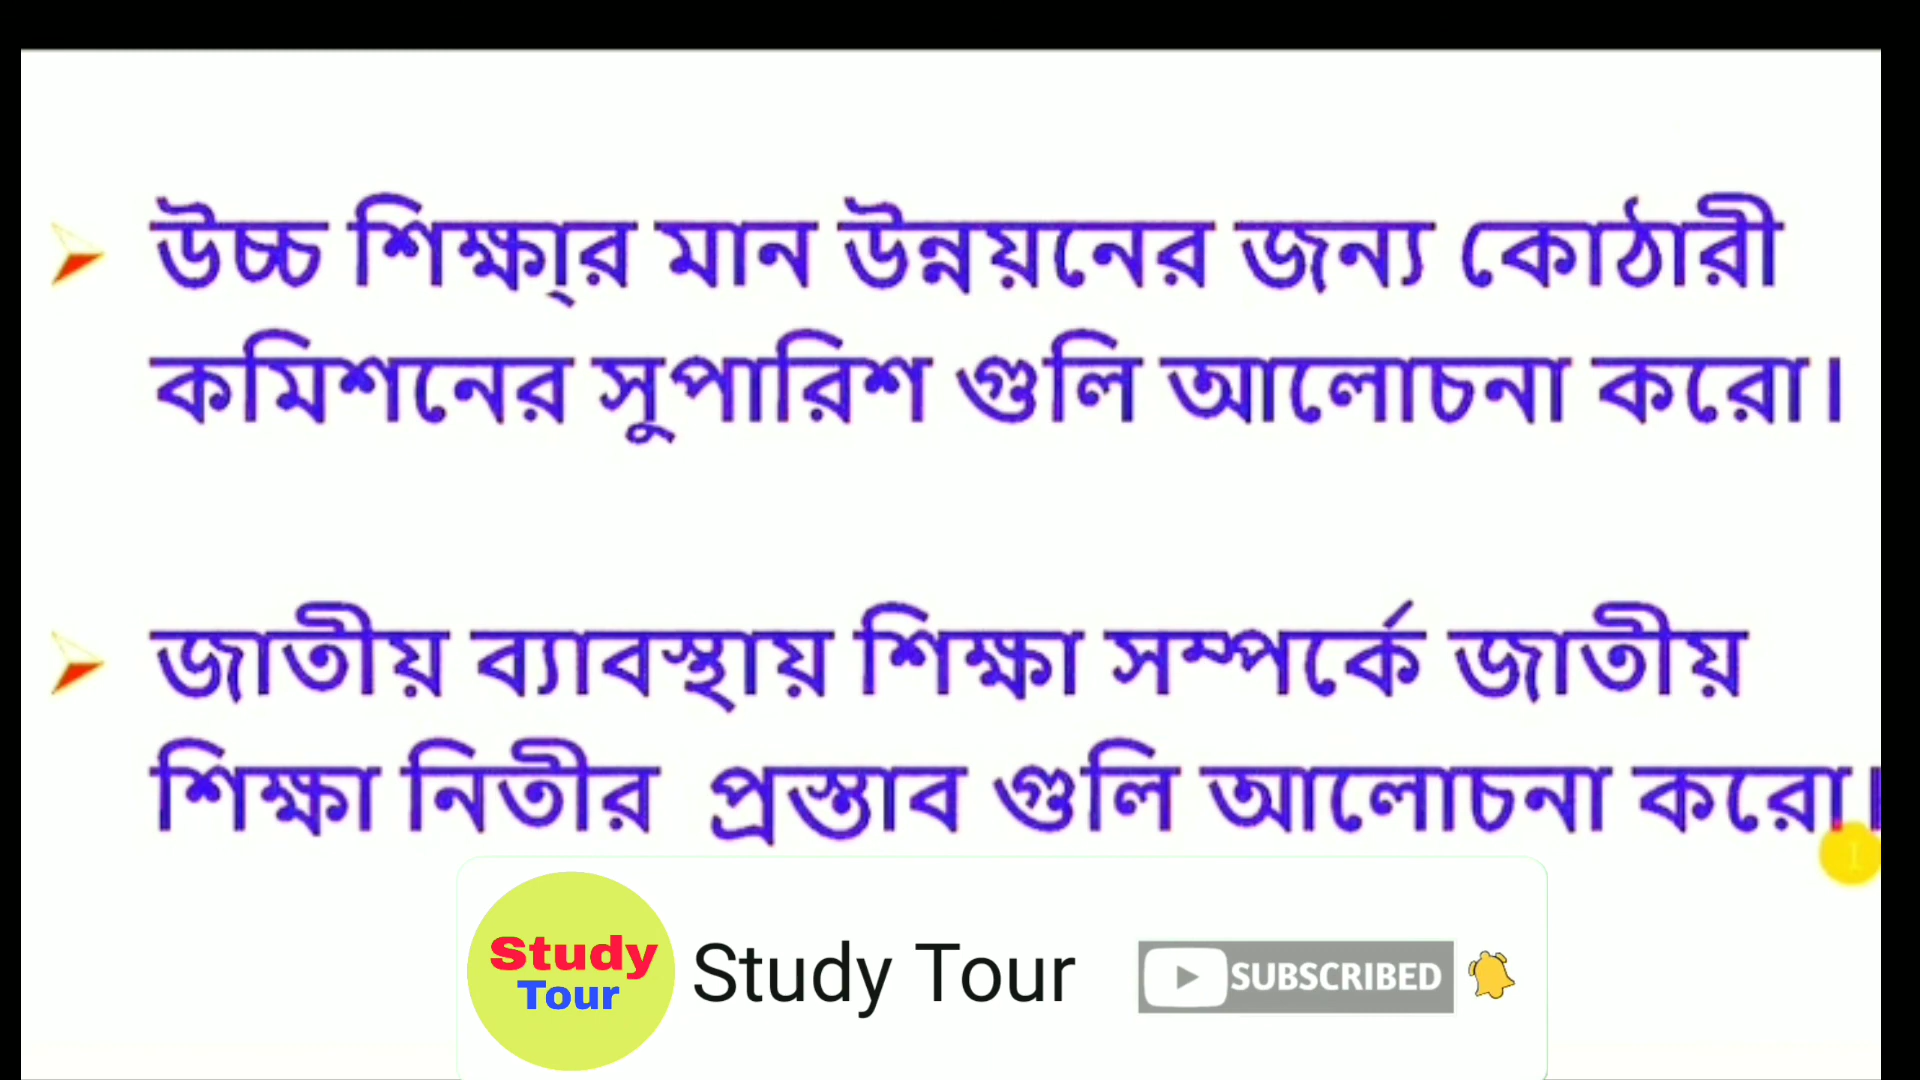 উচ্চ শিক্ষা্র মান উন্নয়নের জন্য কোঠারী
কমিশনের সুপারিশ গুলি আলোচনা করো।
জাতীয় ব্যাবস্থায় শিক্ষা সম্পর্কে জাতীয়
শিক্ষা নিতীর প্রস্তাব গুলি আলোচনা করো।
Study
Tour
Study Tour
SUBSCRIBED